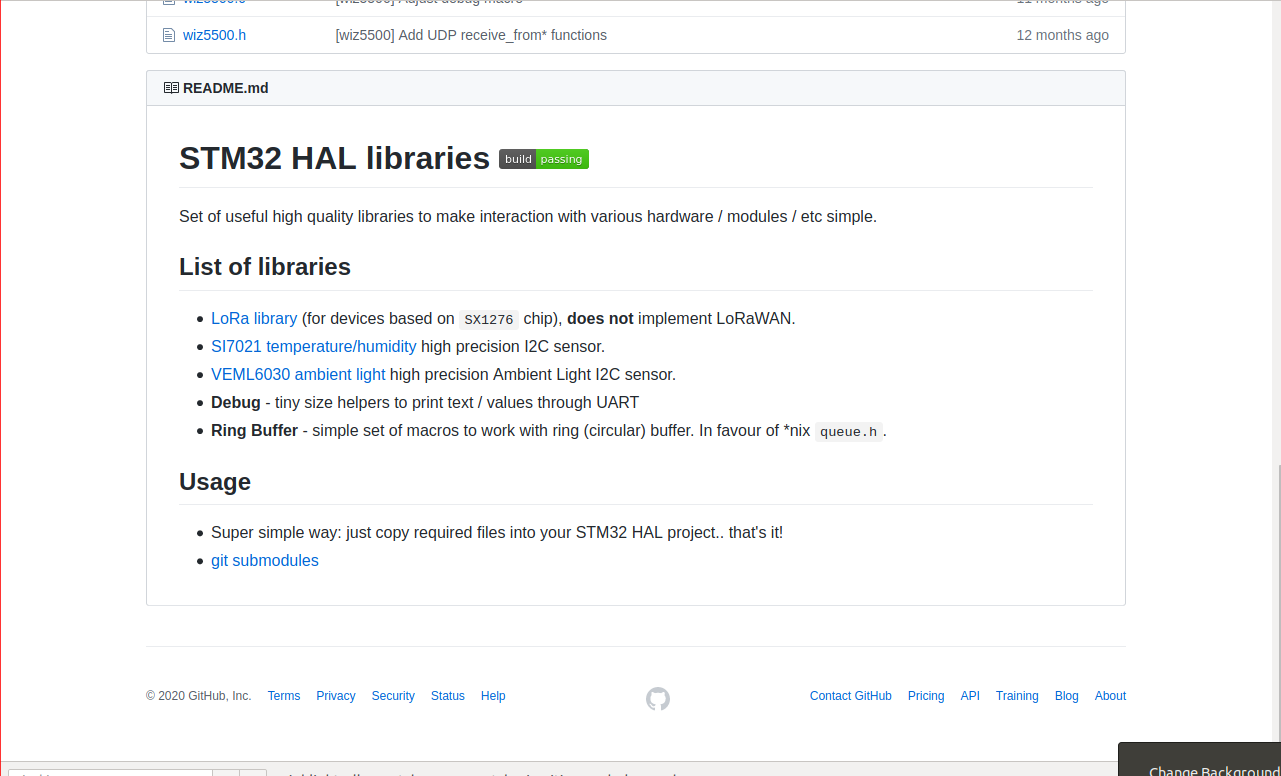 wiz5500.h [wiz5500] Add UDP receive_from* functions 12 months ago
README.md
STM32 HAL libraries build passing
Set of useful high quality libraries to make interaction with various hardware / modules / etc simple.
List of libraries
LoRa library (for devices based on SX1276 chip), does not implement LoRaWAN.
SI7021 temperature/humidity high precision I2C sensor.
VEML6030 ambient light high precision Ambient Light I2C sensor.
Debug - tiny size helpers to print text / values through UART
Ring Buffer - simple set of macros to work with ring (circular) buffer. In favour of *nix queue.h.
Usage
Super simple way: just copy required files into your STM32 HAL project.. that's it!
git submodules
© 2020 GitHub, Inc. Terms Privacy Security Status Help Contact GitHub Pricing API Training Blog About
Change Background